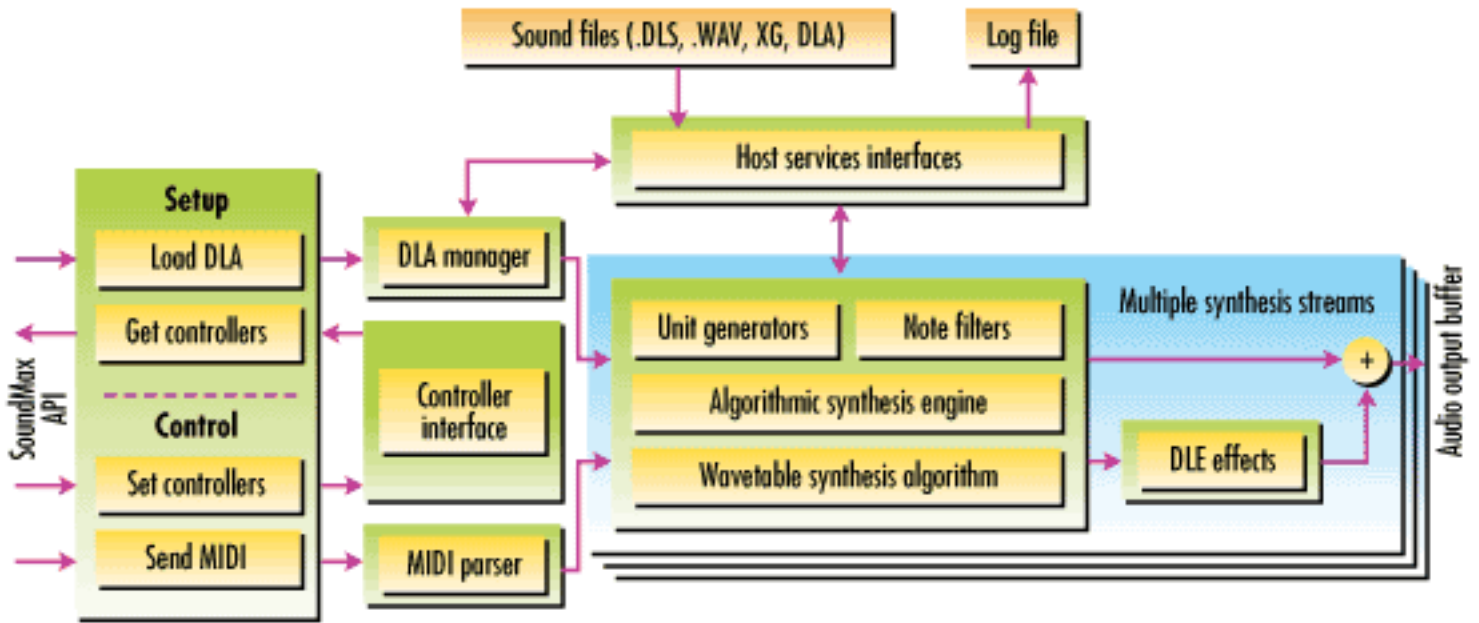 Sound files (.DLS, .WAV, XG, DLA)
Log file
Host services interfaces
Setup
Load DLA
Get controllers
Control
Set controllers
Send MIDI
SoundMax
API
DLA manager
Controller
interface
MIDI parser
Unit generators
Note filters
Algorithmic synthesis engine
Wavetable synthesis algorithm
Multiple synthesis streams
DLE effects
+
Audio output buffer